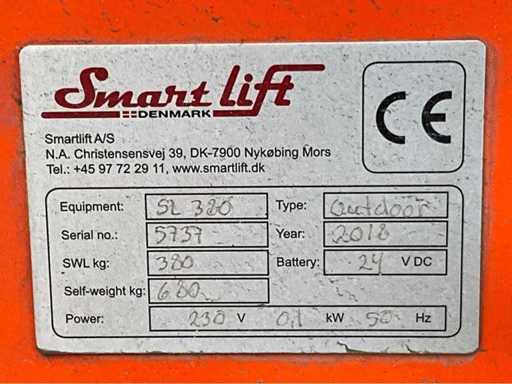 Smart lift
DENMARK
CE
Smartlift A/S
N.A. Christensensvej 39, DK-7900 Nykøbing Mors
Tel.: +45 97 72 29 11, www.smartlift.dk
Equipment: SL 380 Type: Outdoor
Serial no.: 5737 Year: 2018
SWL kg: 380 Battery: 24 V DC
Self-weight kg: 680
Power: 230 V 0,1 kW 50 Hz